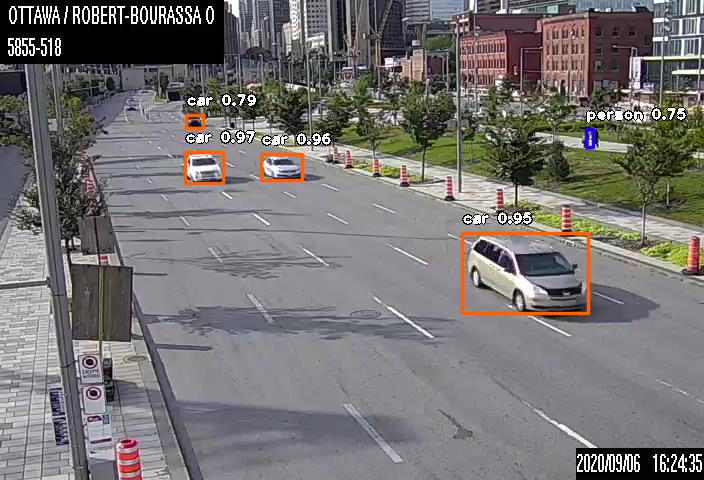 OTTAWA / ROBERT-BOURASSA O
5855-518
car 0.79
person 0.75
car 0.97
car 0.96
car 0.95
2020/09/06 16:24:35